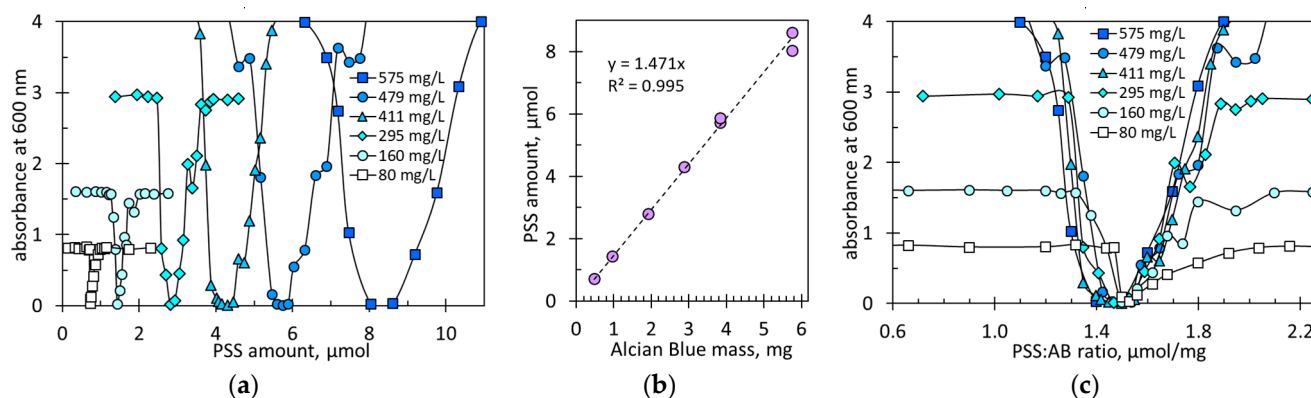 4
3
2
1
0
0
2
4
6
8
10
absorbance at 600 nm
PSS amount, µmol
575 mg/L
479 mg/L
411 mg/L
295 mg/L
160 mg/L
80 mg/L
(a)
8
6
4
2
0
0
1
2
3
4
5
6
PSS amount, µmol
Alcian Blue mass, mg
y = 1.471x
R² = 0.995
(b)
4
3
2
1
0
0.6
1.0
1.4
1.8
2.2
absorbance at 600 mn
PSS:AB ratio, µmol/mg
575 mg/L
479 mg/L
411 mg/L
295 mg/L
160 mg/L
80 mg/L
(c)